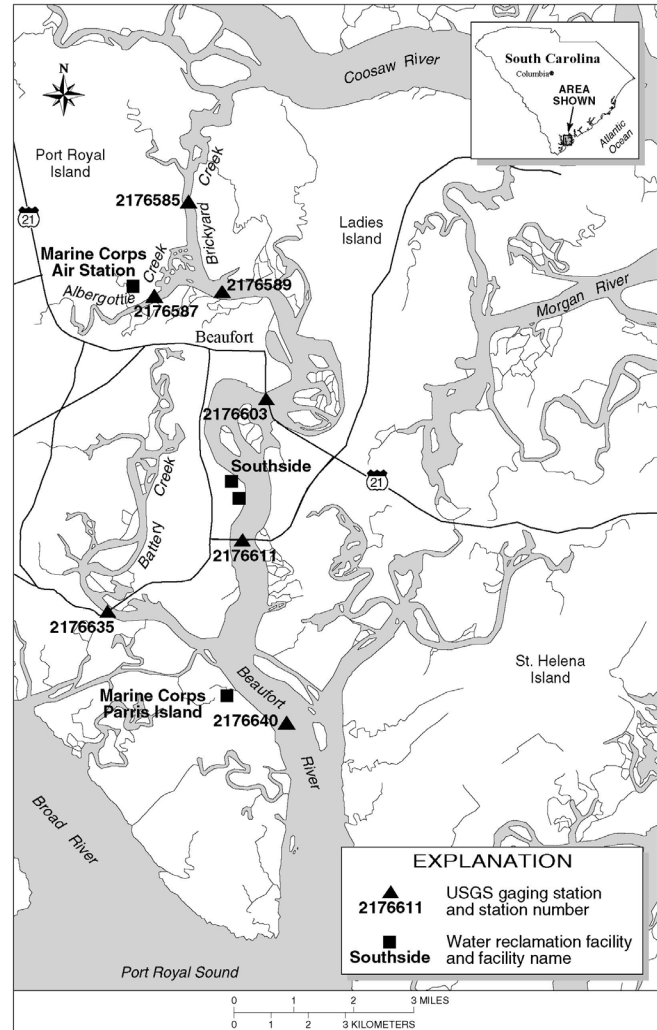 Coosaw River
South Carolina
Columbia
AREA
SHOWN
Atlantic
Ocean
N
Port Royal
Island
21
2176585
Brickyard Creek
Ladies
Island
Marine Corps
Air Station
Albergottie Creek
2176587
2176589
Morgan River
Beaufort
2176603
Southside
21
Battery Creek
2176611
2176635
St. Helena
Island
Marine Corps
Parris Island
Beaufort River
2176640
Broad River
EXPLANATION
2176611
USGS gaging station
and station number
Southside
Water reclamation facility
and facility name
Port Royal Sound
0 1 2 3 MILES
0 1 2 3 KILOMETERS